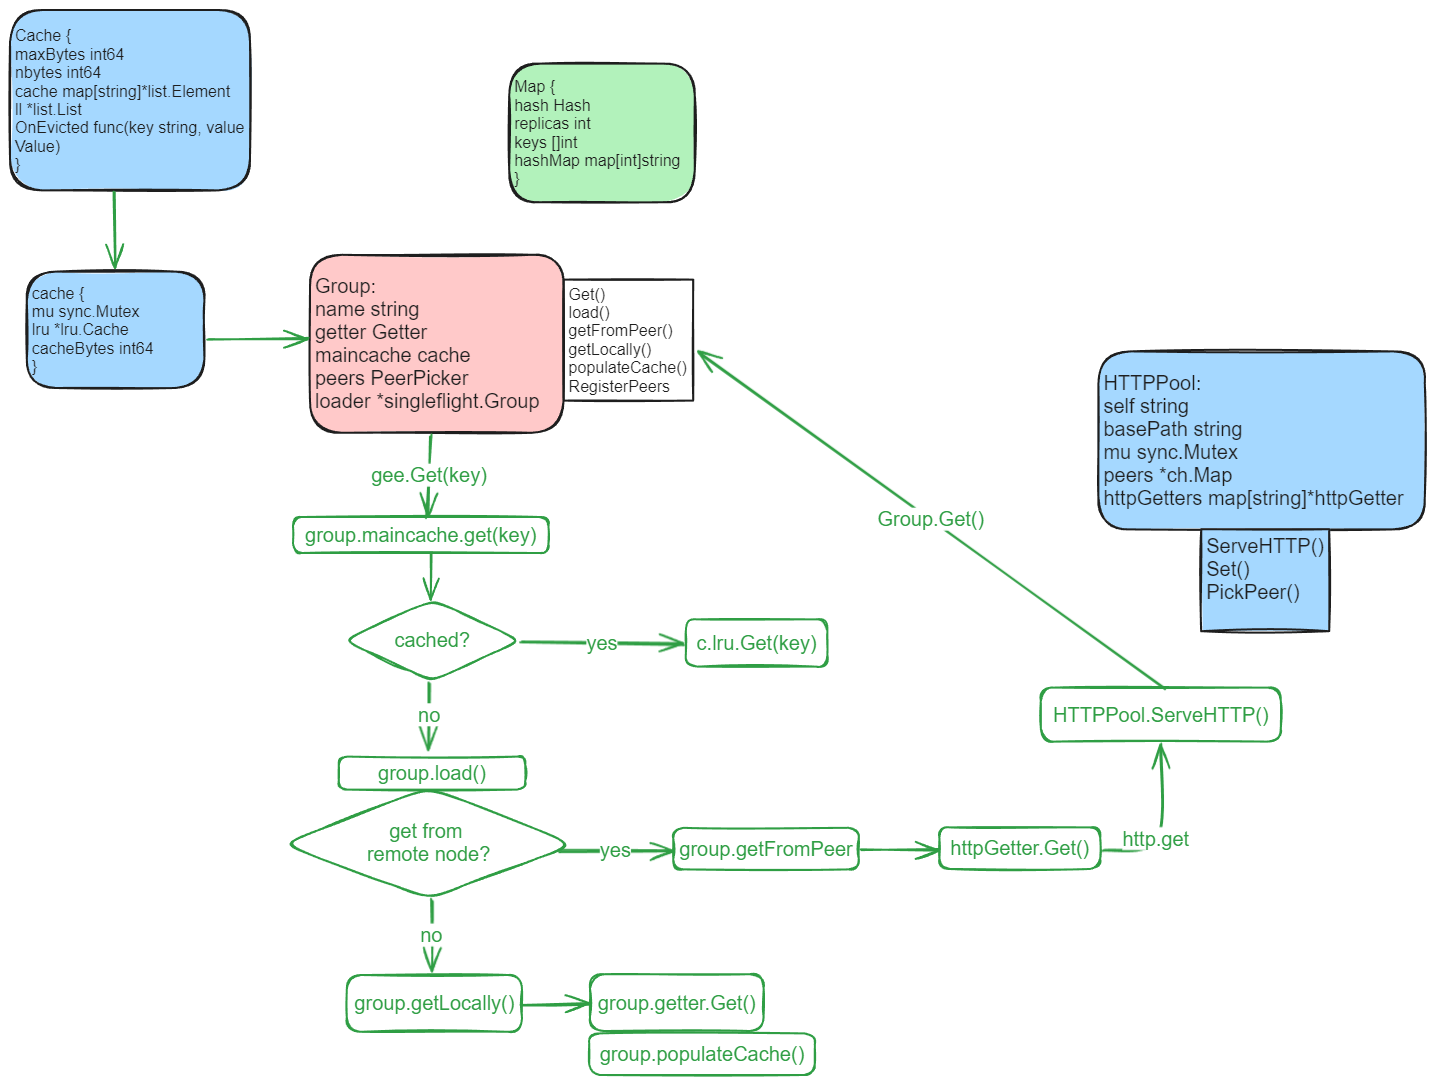 Cache {
maxBytes int64
nbytes int64
cache map[string]*list.Element
ll *list.List
OnEvicted func(key string, value
Value)
}
Map {
hash Hash
replicas int
keys []int
hashMap map[int]string
}
cache {
mu sync.Mutex
lru *lru.Cache
cacheBytes int64
}
Group:
name string
getter Getter
maincache cache
peers PeerPicker
loader *singleflight.Group
Get()
load()
getFromPeer()
getLocally()
populateCache()
RegisterPeers
HTTPPool:
self string
basePath string
mu sync.Mutex
peers *ch.Map
httpGetters map[string]*httpGetter
ServeHTTP()
Set()
PickPeer()
gee.Get(key)
group.maincache.get(key)
Group.Get()
cached?
yes
c.lru.Get(key)
no
HTTPPool.ServeHTTP()
group.load()
get from
remote node?
yes
group.getFromPeer
httpGetter.Get()
http.get
no
group.getLocally()
group.getter.Get()
group.populateCache()